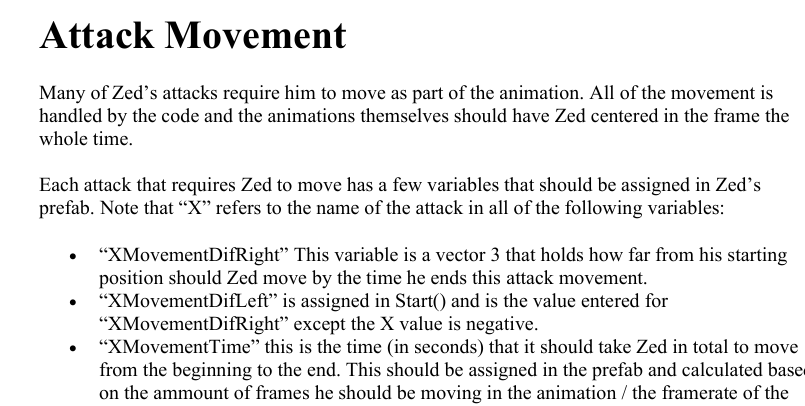 Attack Movement
Many of Zed’s attacks require him to move as part of the animation. All of the movement is
handled by the code and the animations themselves should have Zed centered in the frame the
whole time.
Each attack that requires Zed to move has a few variables that should be assigned in Zed’s
prefab. Note that “X” refers to the name of the attack in all of the following variables:
• “XMovementDifRight” This variable is a vector 3 that holds how far from his starting
position should Zed move by the time he ends this attack movement.
• “XMovementDifLeft” is assigned in Start() and is the value entered for
“XMovementDifRight” except the X value is negative.
• “XMovementTime” this is the time (in seconds) that it should take Zed in total to move
from the beginning to the end. This should be assigned in the prefab and calculated base
on the ammount of frames he should be moving in the animation / the framerate of the